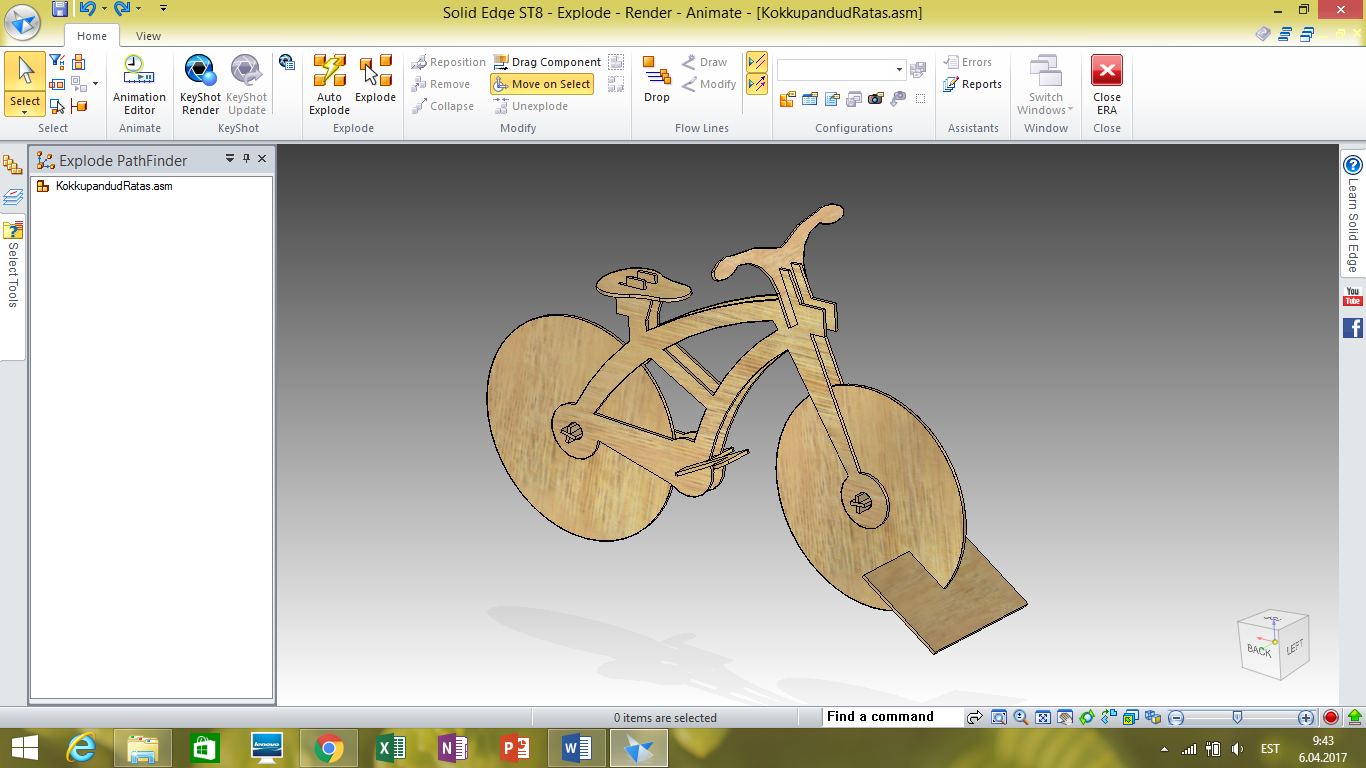 Solid Edge ST8 - Explode - Render - Animate - [KokkupandudRatas.asm]
Home View
Select
Select
Animation Editor
Animate
KeyShot Render
KeyShot Update
KeyShot
Auto Explode
Explode
Explode
Reposition
Remove
Collapse
Drag Component
Move on Select
Unexplode
Modify
Drop
Draw
Modify
Flow Lines
Configurations
Errors
Reports
Assistants
Switch Windows
Window
Close ERA
Close
Explode PathFinder
KokkupandudRatas.asm
Select Tools
? Learn Solid Edge
You Tube
f
BACK LEFT
0 items are selected
Find a command
lenovo
X N P W
EST
9:43
6.04.2017